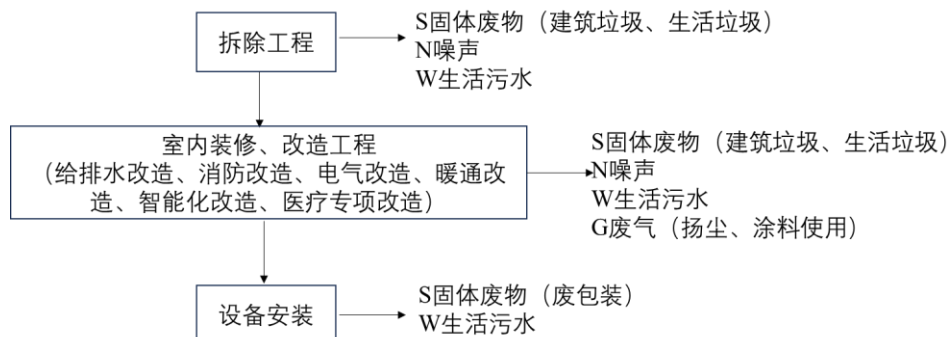 拆除工程
S固体废物（建筑垃圾、生活垃圾）
N噪声
W生活污水
室内装修、改造工程
（给排水改造、消防改造、电气改造、暖通改
造、智能化改造、医疗专项改造）
S固体废物（建筑垃圾、生活垃圾）
N噪声
W生活污水
G废气（扬尘、涂料使用）
设备安装
S固体废物（废包装）
W生活污水